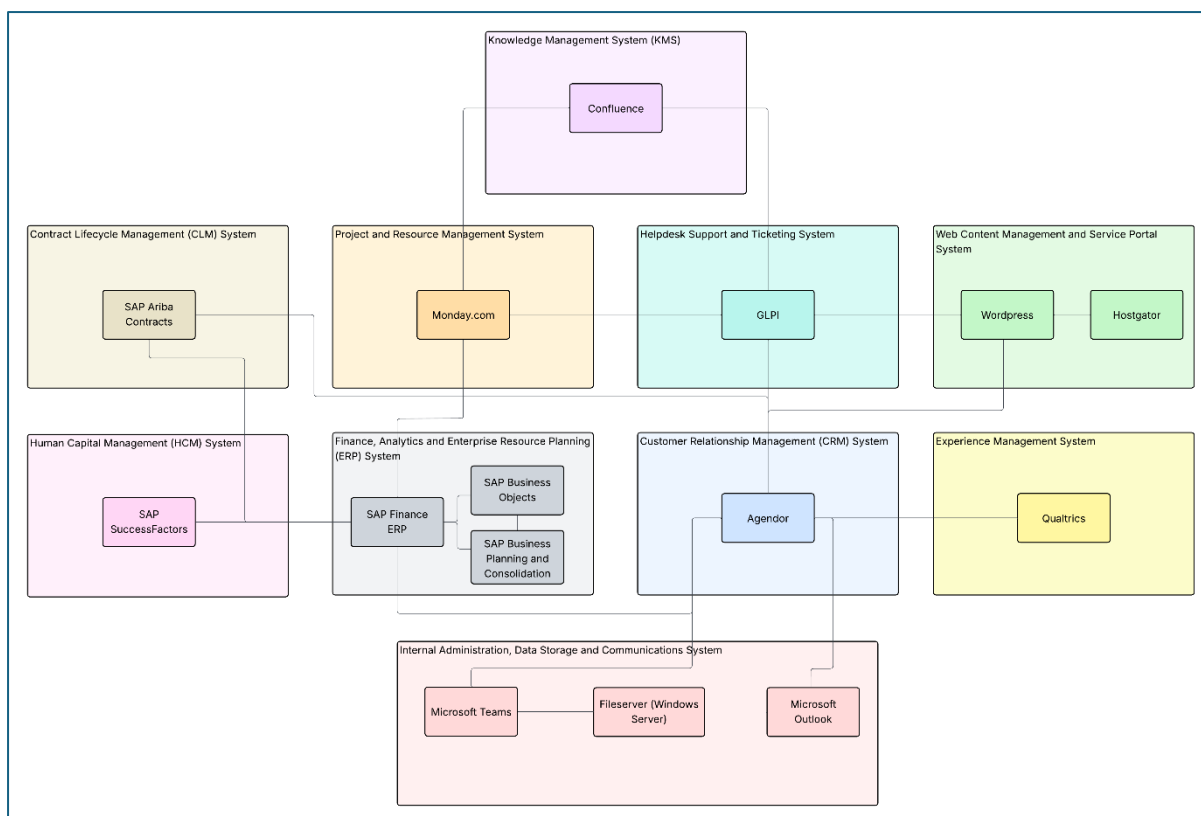 Knowledge Management System (KMS)
Confluence
Contract Lifecycle Management (CLM) System
SAP Ariba
Contracts
Project and Resource Management System
Monday.com
Helpdesk Support and Ticketing System
GLPI
Web Content Management and Service Portal
System
Wordpress
Hostgator
Human Capital Management (HCM) System
SAP
SuccessFactors
Finance, Analytics and Enterprise Resource Planning
(ERP) System
SAP Finance
ERP
SAP Business
Objects
SAP Business
Planning and
Consolidation
Customer Relationship Management (CRM) System
Agendor
Experience Management System
Qualtrics
Internal Administration, Data Storage and Communications System
Microsoft Teams
Fileserver (Windows
Server)
Microsoft
Outlook